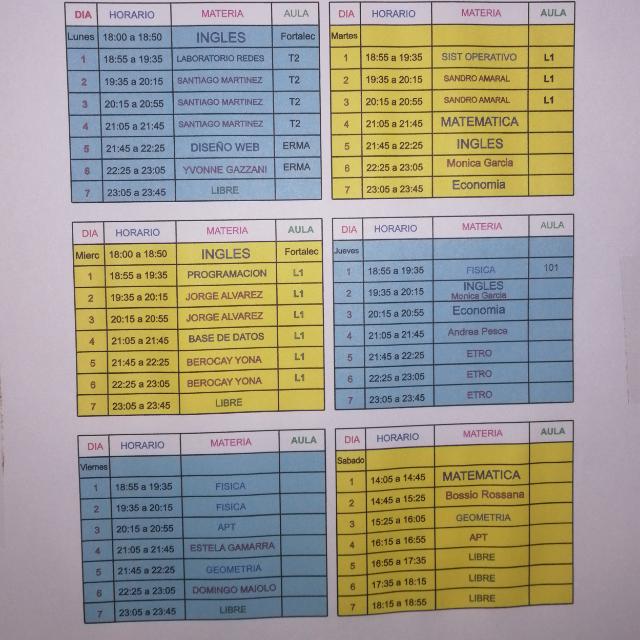 DIA HORARIO MATERIA AULA
Lunes 18:00 a 18:50 INGLES Fortalec
1 18:55 a 19:35 LABORATORIO REDES T2
2 19:35 a 20:15 SANTIAGO MARTINEZ T2
3 20:15 a 20:55 SANTIAGO MARTINEZ T2
4 21:05 a 21:45 SANTIAGO MARTINEZ T2
5 21:45 a 22:25 DISEÑO WEB ERMA
6 22:25 a 23:05 YVONNE GAZZANI ERMA
7 23:05 a 23:45 LIBRE
DIA HORARIO MATERIA AULA
Martes
1 18:55 a 19:35 SIST OPERATIVO L1
2 19:35 a 20:15 SANDRO AMARAL L1
3 20:15 a 20:55 SANDRO AMARAL L1
4 21:05 a 21:45 MATEMATICA
5 21:45 a 22:25 INGLES
6 22:25 a 23:05 Monica Garcia
7 23:05 a 23:45 Economia
DIA HORARIO MATERIA AULA
Mierc 18:00 a 18:50 INGLES Fortalec
1 18:55 a 19:35 PROGRAMACION L1
2 19:35 a 20:15 JORGE ALVAREZ L1
3 20:15 a 20:55 JORGE ALVAREZ L1
4 21:05 a 21:45 BASE DE DATOS L1
5 21:45 a 22:25 BEROCAY YONA L1
6 22:25 a 23:05 BEROCAY YONA L1
7 23:05 a 23:45 LIBRE
DIA HORARIO MATERIA AULA
Jueves
1 18:55 a 19:35 FISICA 101
2 19:35 a 20:15 INGLES
Monica Garcia
3 20:15 a 20:55 Economia
4 21:05 a 21:45 Andrea Pesce
5 21:45 a 22:25 ETRO
6 22:25 a 23:05 ETRO
7 23:05 a 23:45 ETRO
DIA HORARIO MATERIA AULA
Viernes
1 18:55 a 19:35 FISICA
2 19:35 a 20:15 FISICA
3 20:15 a 20:55 APT
4 21:05 a 21:45 ESTELA GAMARRA
5 21:45 a 22:25 GEOMETRIA
6 22:25 a 23:05 DOMINGO MAIOLO
7 23:05 a 23:45 LIBRE
DIA HORARIO MATERIA AULA
Sabado
1 14:05 a 14:45 MATEMATICA
2 14:45 a 15:25 Bossio Rossana
3 15:25 a 16:05 GEOMETRIA
4 16:15 a 16:55 APT
5 16:55 a 17:35 LIBRE
6 17:35 a 18:15 LIBRE
7 18:15 a 18:55 LIBRE